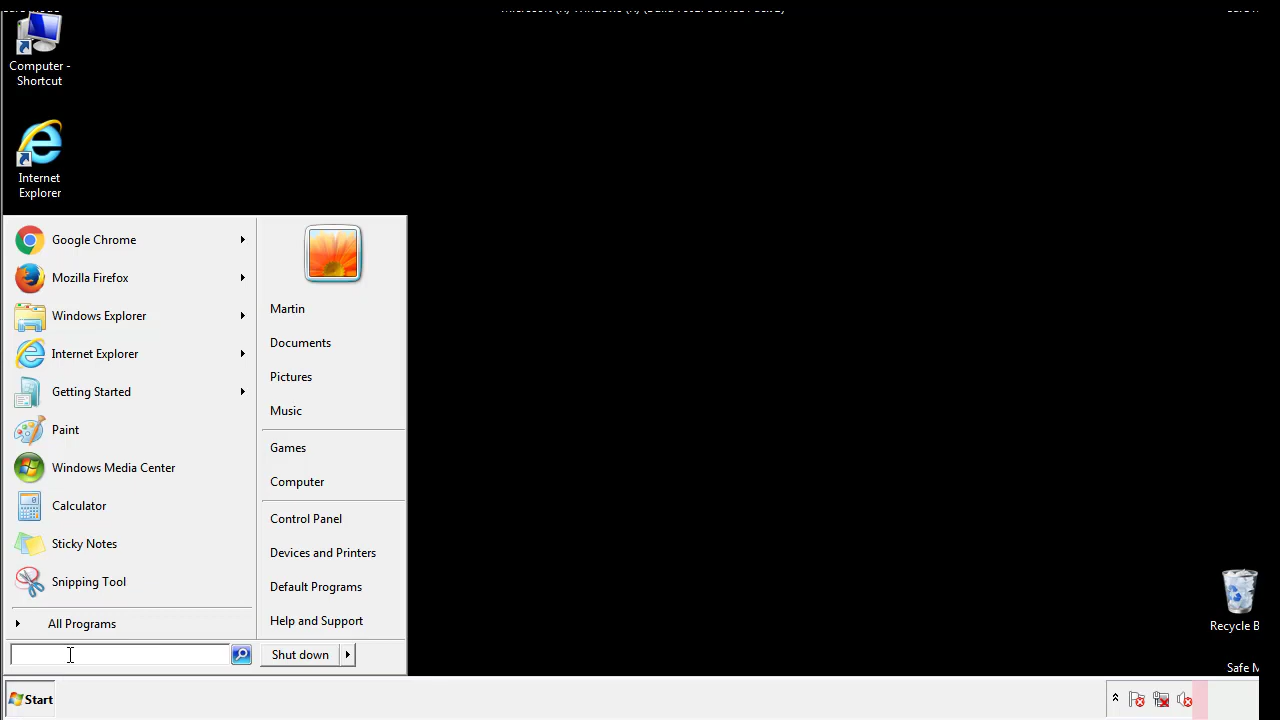 Computer -
Shortcut
Internet
Explorer
Google Chrome
Mozilla Firefox
Windows Explorer
Internet Explorer
Getting Started
Paint
Windows Media Center
Calculator
Sticky Notes
Snipping Tool
All Programs
Martin
Documents
Pictures
Music
Games
Computer
Control Panel
Devices and Printers
Default Programs
Help and Support
Shut down
Recycle B
Safe M
Start